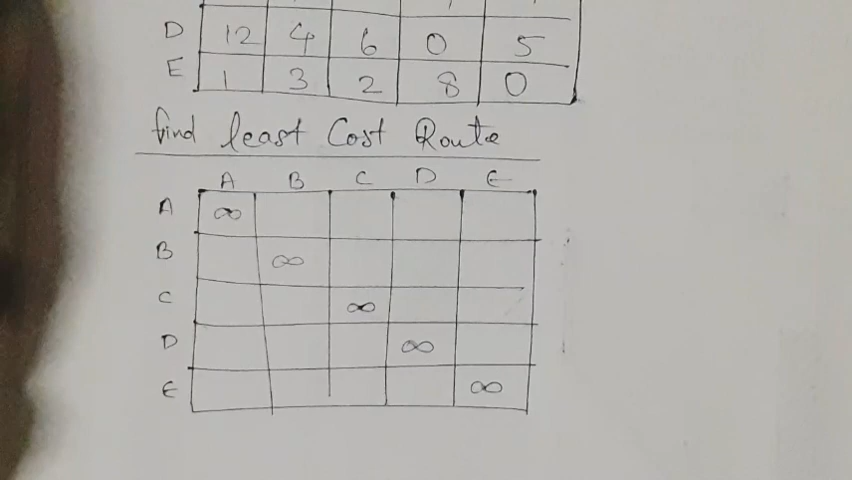 D 12 4 6 0 5
E 1 3 2 8 0
find least Cost Route
A B C D E
A ∞
B ∞
C ∞
D ∞
E ∞